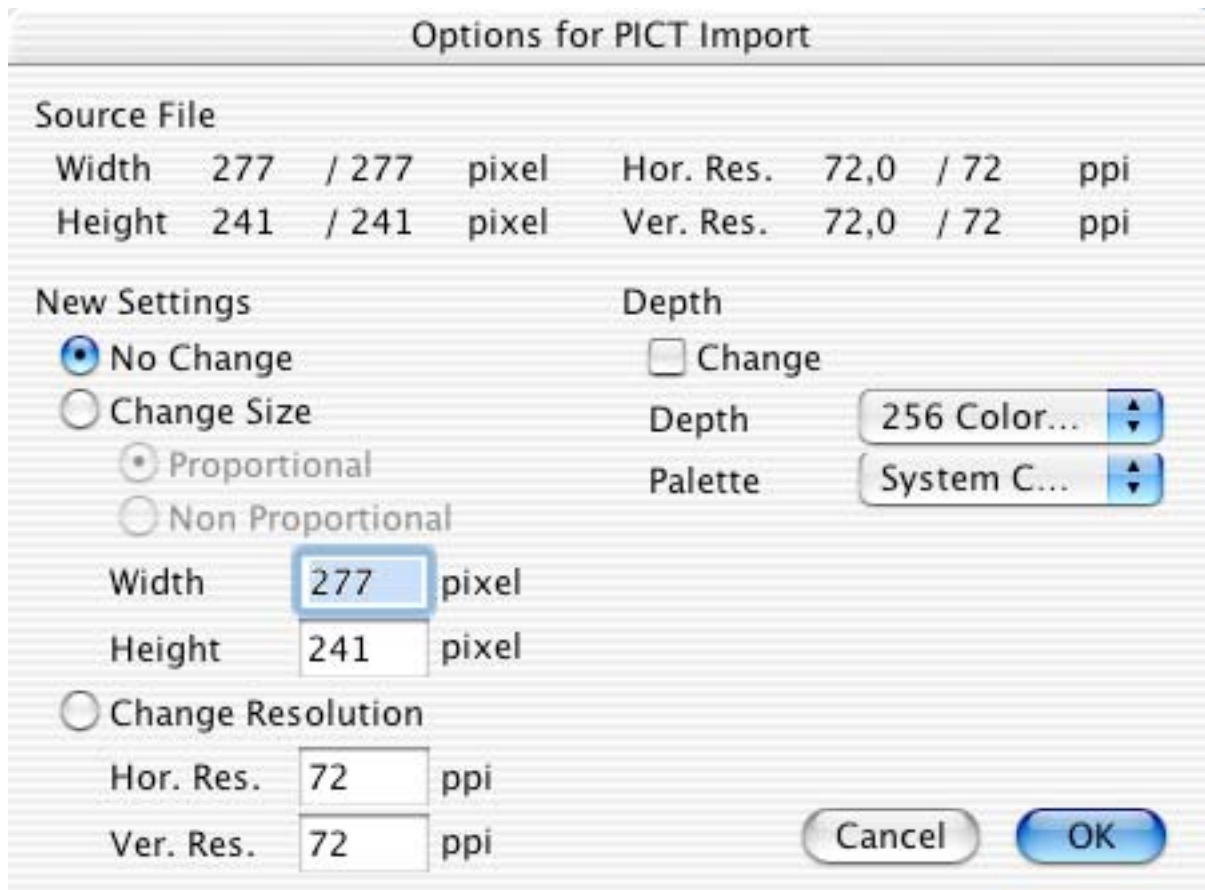 Options for PICT Import
Source File
Width 277 / 277 pixel Hor. Res. 72,0 / 72 ppi
Height 241 / 241 pixel Ver. Res. 72,0 / 72 ppi
New Settings Depth
No Change Change
Change Size Depth 256 Color...
Proportional Palette System C...
Non Proportional
Width 277 pixel
Height 241 pixel
Change Resolution
Hor. Res. 72 ppi
Ver. Res. 72 ppi Cancel OK